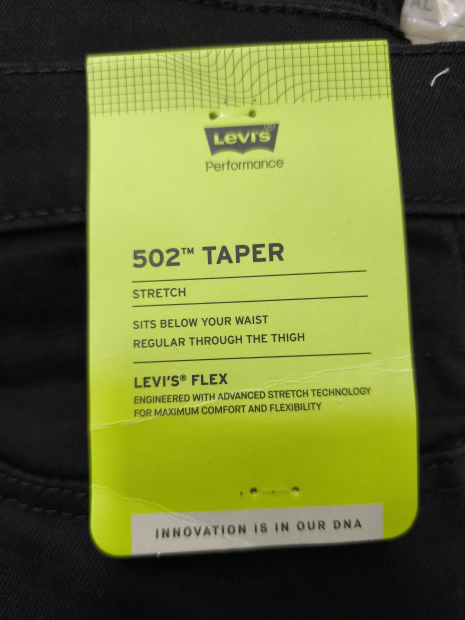 XL
Levi's
Performance
502™ TAPER
STRETCH
SITS BELOW YOUR WAIST
REGULAR THROUGH THE THIGH
LEVI'S® FLEX
ENGINEERED WITH ADVANCED STRETCH TECHNOLOGY
FOR MAXIMUM COMFORT AND FLEXIBILITY
INNOVATION IS IN OUR DNA